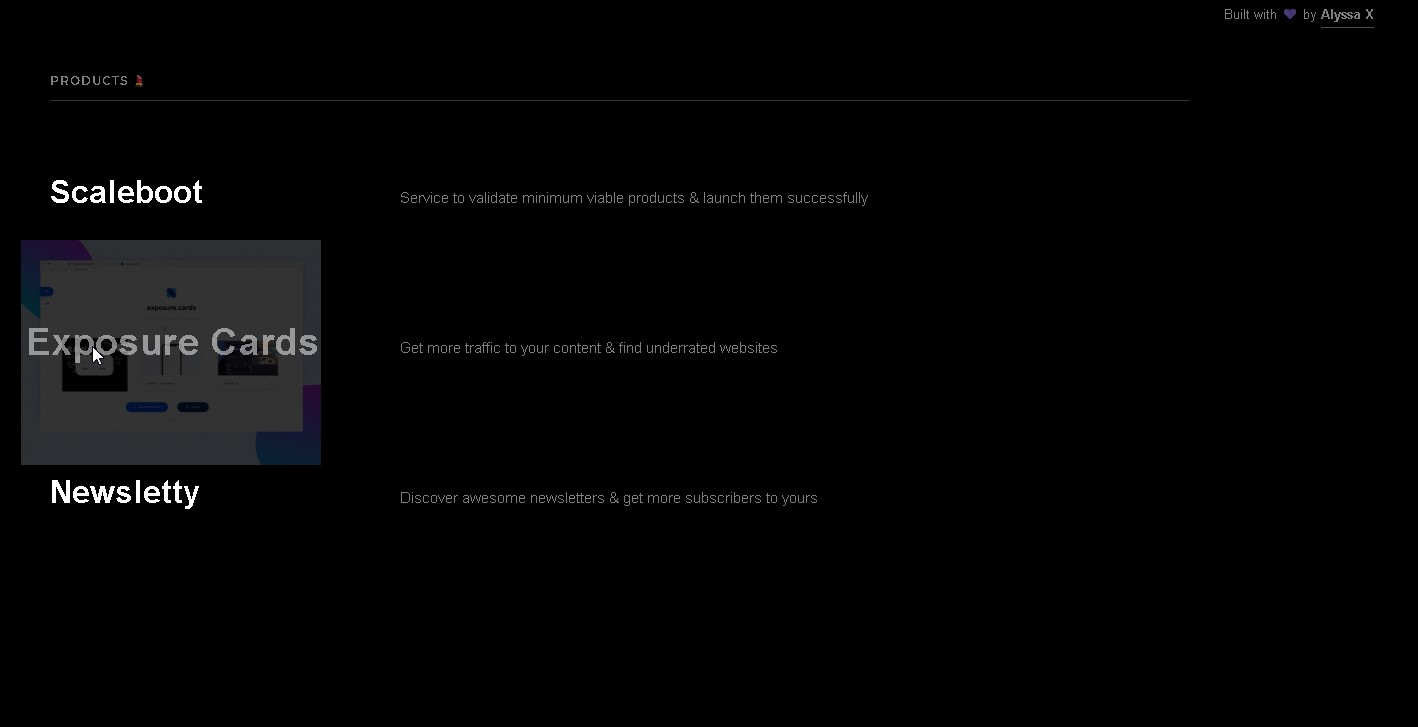 Built with 💜 by Alyssa X
PRODUCTS 💄
Scaleboot
Service to validate minimum viable products & launch them successfully
exposure.cards
Exposure Cards
Get more traffic to your content & find underrated websites
Newsletty
Discover awesome newsletters & get more subscribers to yours